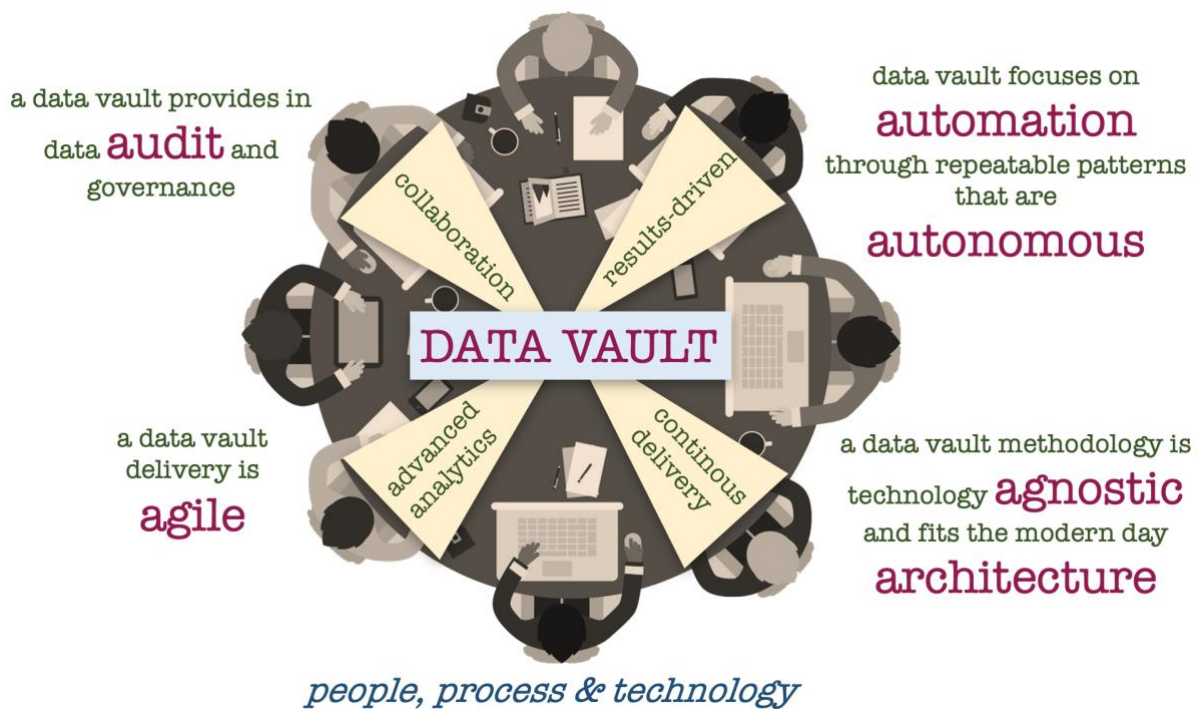 a data vault provides in
data audit and
governance
data vault focuses on
automation
through repeatable patterns
that are
autonomous
collaboration
results-driven
DATA VAULT
advanced
analytics
continous
delivery
a data vault
delivery is
agile
a data vault methodology is
technology agnostic
and fits the modern day
architecture
people, process & technology